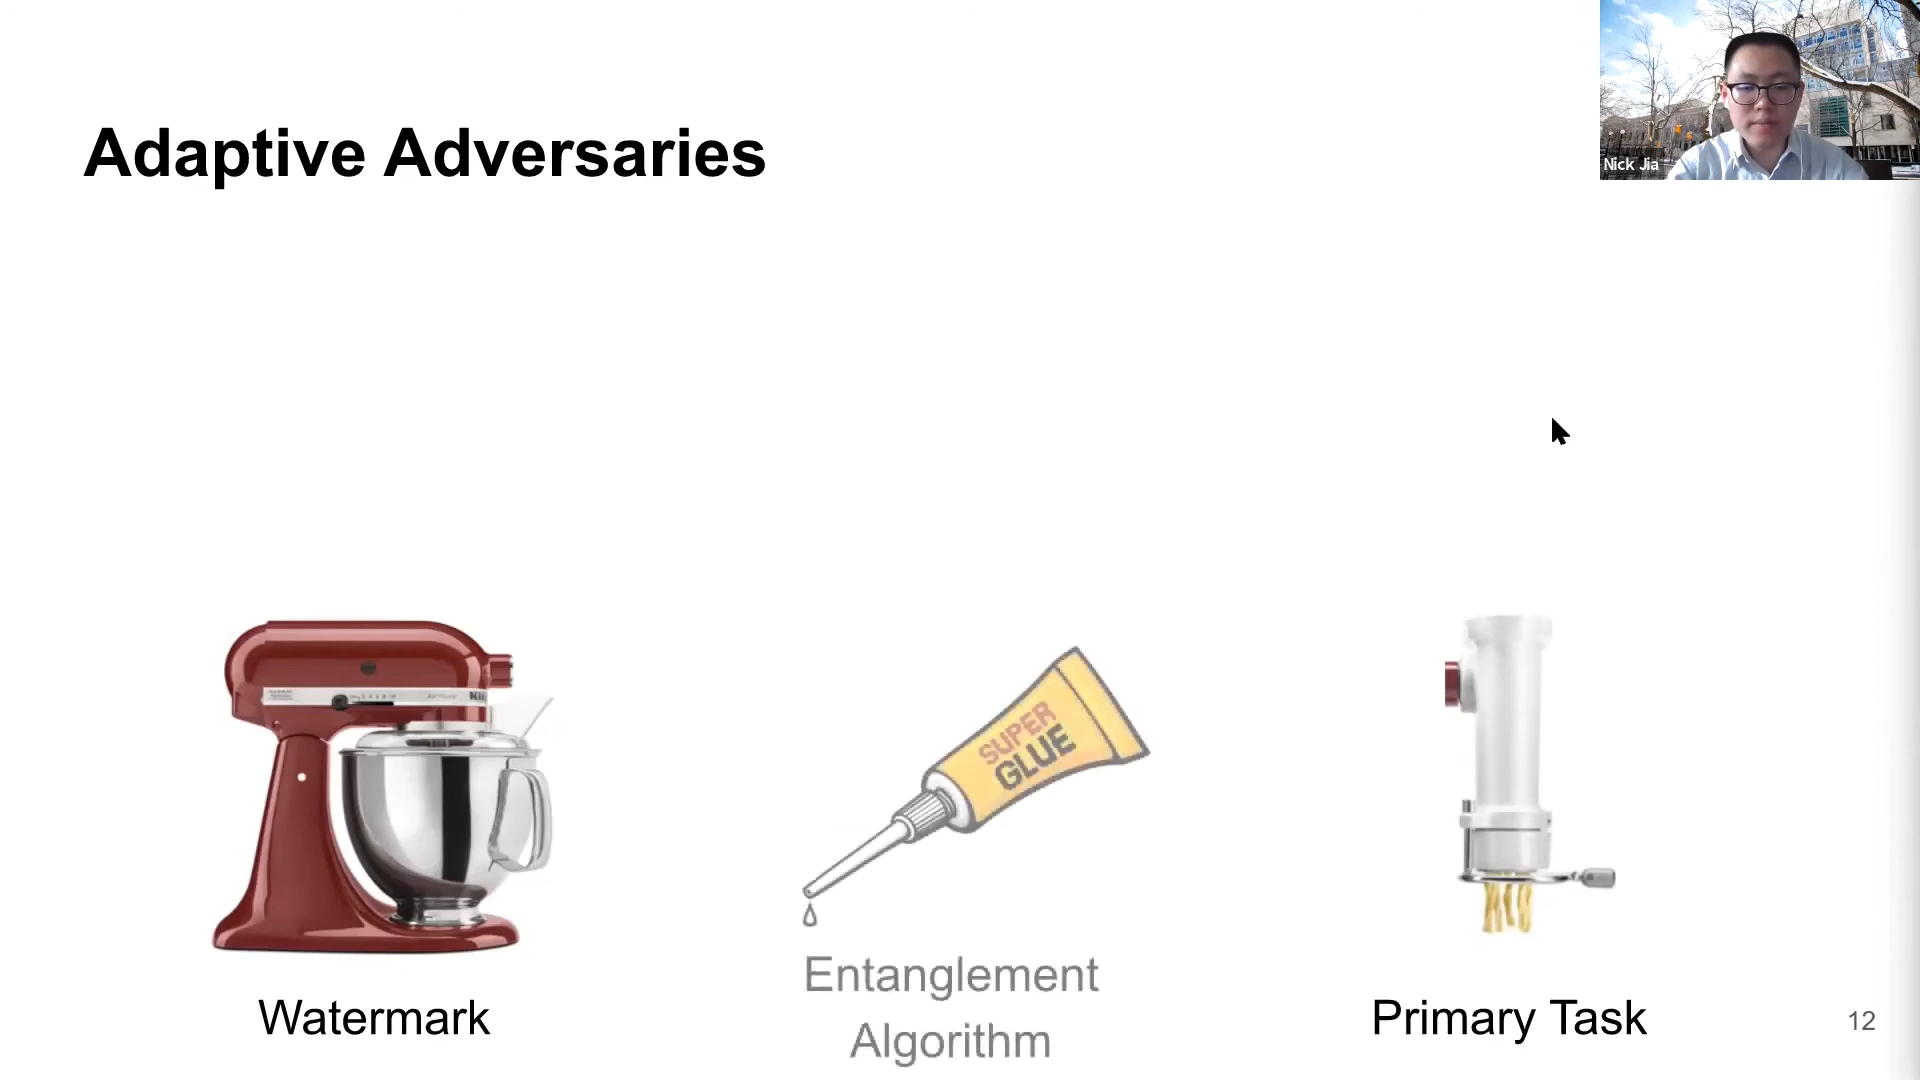 Nick Jia
Adaptive Adversaries
SUPER
GLUE
Watermark
Entanglement
Algorithm
Primary Task
12